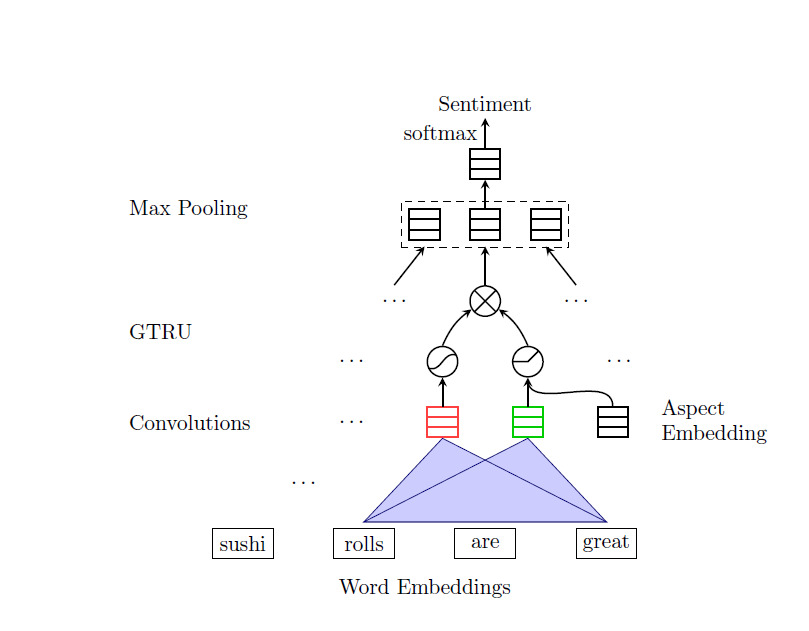 Sentiment
softmax
Max Pooling
... ...
GTRU
... ...
Convolutions
...
Aspect
Embedding
...
sushi rolls are great
Word Embeddings